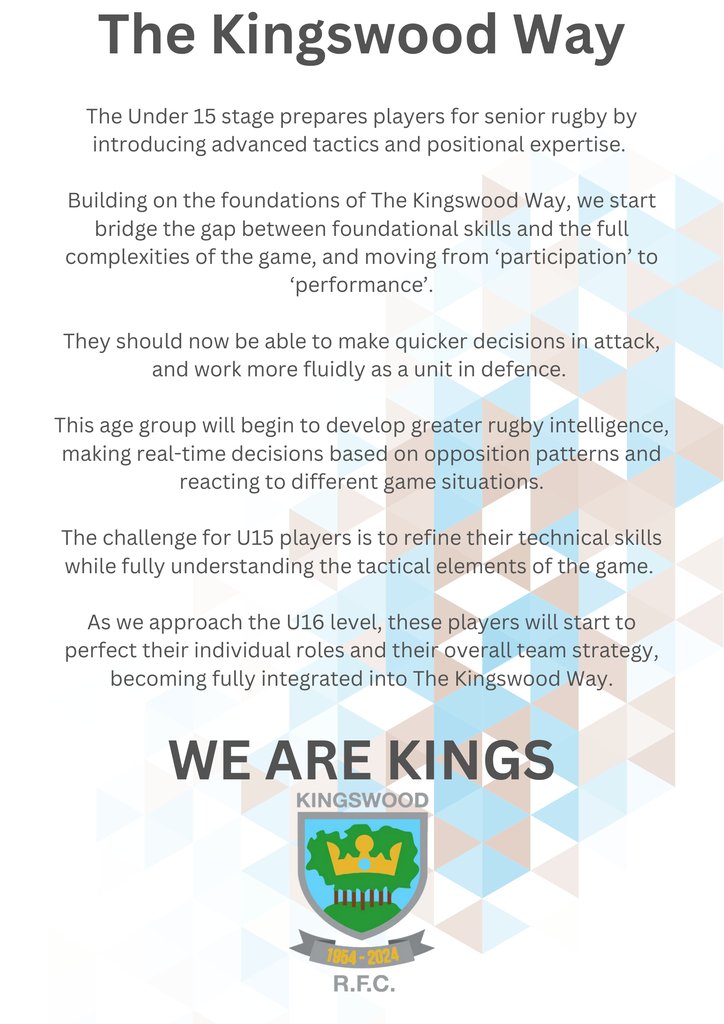 The Kingswood Way
The Under 15 stage prepares players for senior rugby by
introducing advanced tactics and positional expertise.
Building on the foundations of The Kingswood Way, we start
bridge the gap between foundational skills and the full
complexities of the game, and moving from ‘participation’ to
‘performance’.
They should now be able to make quicker decisions in attack,
and work more fluidly as a unit in defence.
This age group will begin to develop greater rugby intelligence,
making real-time decisions based on opposition patterns and
reacting to different game situations.
The challenge for U15 players is to refine their technical skills
while fully understanding the tactical elements of the game.
As we approach the U16 level, these players will start to
perfect their individual roles and their overall team strategy,
becoming fully integrated into The Kingswood Way.
WE ARE KINGS
KINGSWOOD
1954 - 2024
R.F.C.